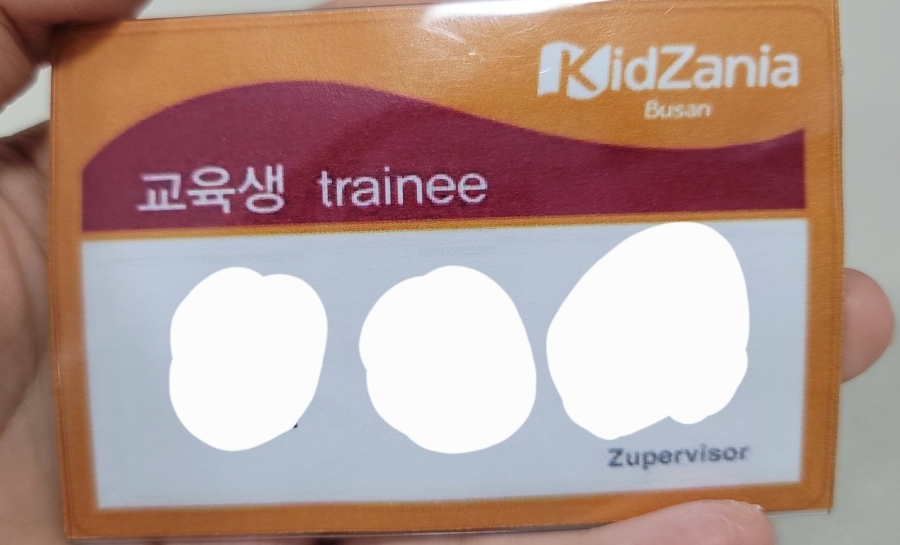 KidZania
Busan
교육생 trainee
Zupervisor